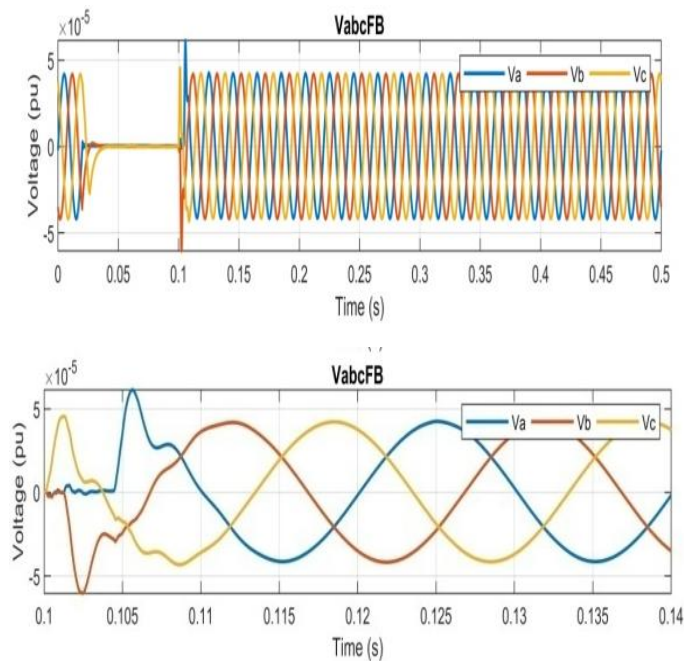 VabcFB
×10⁻⁵
Va Vb Vc
Voltage (pu)
5
0
-5
0 0.05 0.1 0.15 0.2 0.25 0.3 0.35 0.4 0.45 0.5
Time (s)
VabcFB
×10⁻⁵
Va Vb Vc
Voltage (pu)
5
0
-5
0.1 0.105 0.11 0.115 0.12 0.125 0.13 0.135 0.14
Time (s)